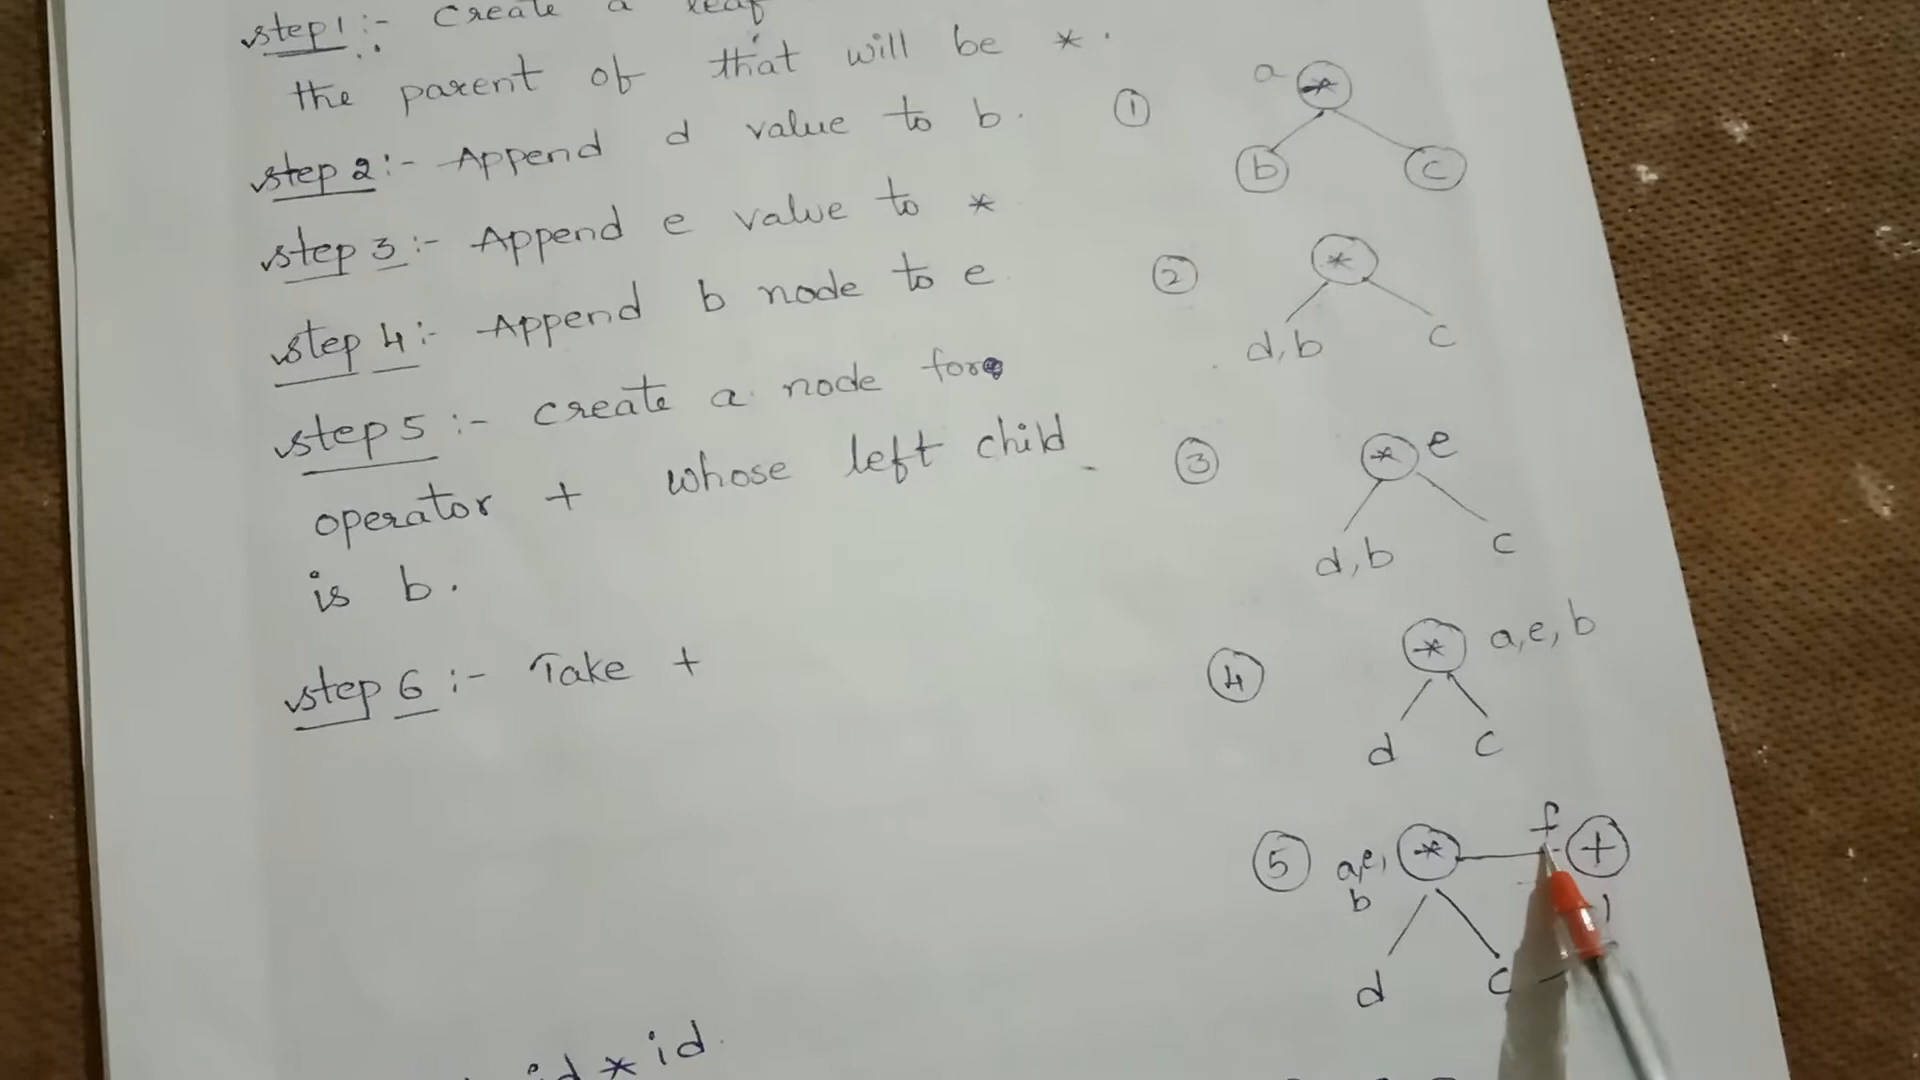 step1:- Create a leaf
the parent of that will be *.
step 2:- Append d value to b.
step 3:- Append e value to *
step 4:- Append b node to e
step 5:- create a node for
operator + whose left child
is b.
step 6:- Take +
id * id
1
a *
b c
2
*
d, b c
3
* e
d, b c
4
* a, e, b
d c
5
a, e, * f +
b
d c